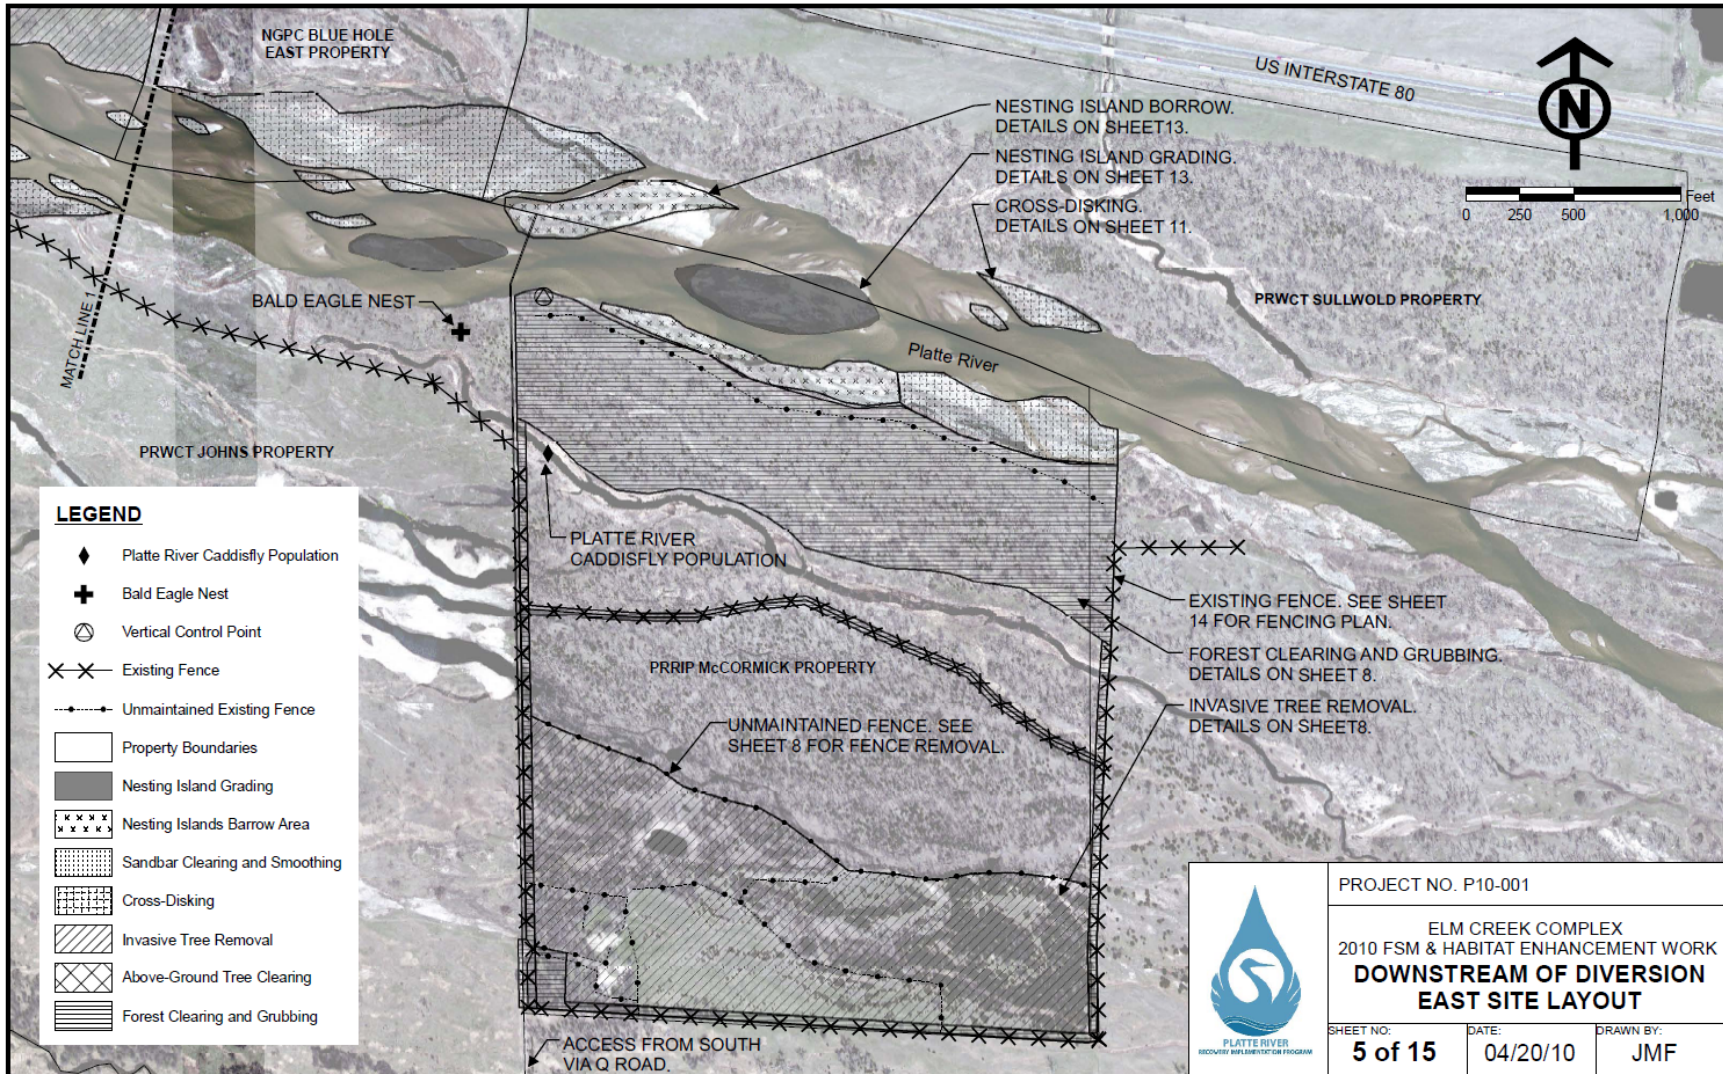 NGPC BLUE HOLE
EAST PROPERTY
US INTERSTATE 80
N
NESTING ISLAND BORROW.
DETAILS ON SHEET13.
NESTING ISLAND GRADING.
DETAILS ON SHEET 13.
CROSS-DISKING.
DETAILS ON SHEET 11.
Feet
0 250 500 1,000
BALD EAGLE NEST
MATCH LINE 1
PRWCT SULLWOLD PROPERTY
Platte River
PRWCT JOHNS PROPERTY
PLATTE RIVER
CADDISFLY POPULATION
EXISTING FENCE. SEE SHEET
14 FOR FENCING PLAN.
FOREST CLEARING AND GRUBBING.
DETAILS ON SHEET 8.
INVASIVE TREE REMOVAL.
DETAILS ON SHEET8.
PRRIP McCORMICK PROPERTY
UNMAINTAINED FENCE. SEE
SHEET 8 FOR FENCE REMOVAL.
ACCESS FROM SOUTH
VIA Q ROAD.
LEGEND
Platte River Caddisfly Population
Bald Eagle Nest
Vertical Control Point
Existing Fence
Unmaintained Existing Fence
Property Boundaries
Nesting Island Grading
Nesting Islands Barrow Area
Sandbar Clearing and Smoothing
Cross-Disking
Invasive Tree Removal
Above-Ground Tree Clearing
Forest Clearing and Grubbing
PLATTE RIVER
RECOVERY IMPLEMENTATION PROGRAM
PROJECT NO. P10-001
ELM CREEK COMPLEX
2010 FSM & HABITAT ENHANCEMENT WORK
DOWNSTREAM OF DIVERSION
EAST SITE LAYOUT
SHEET NO:
5 of 15
DATE:
04/20/10
DRAWN BY:
JMF